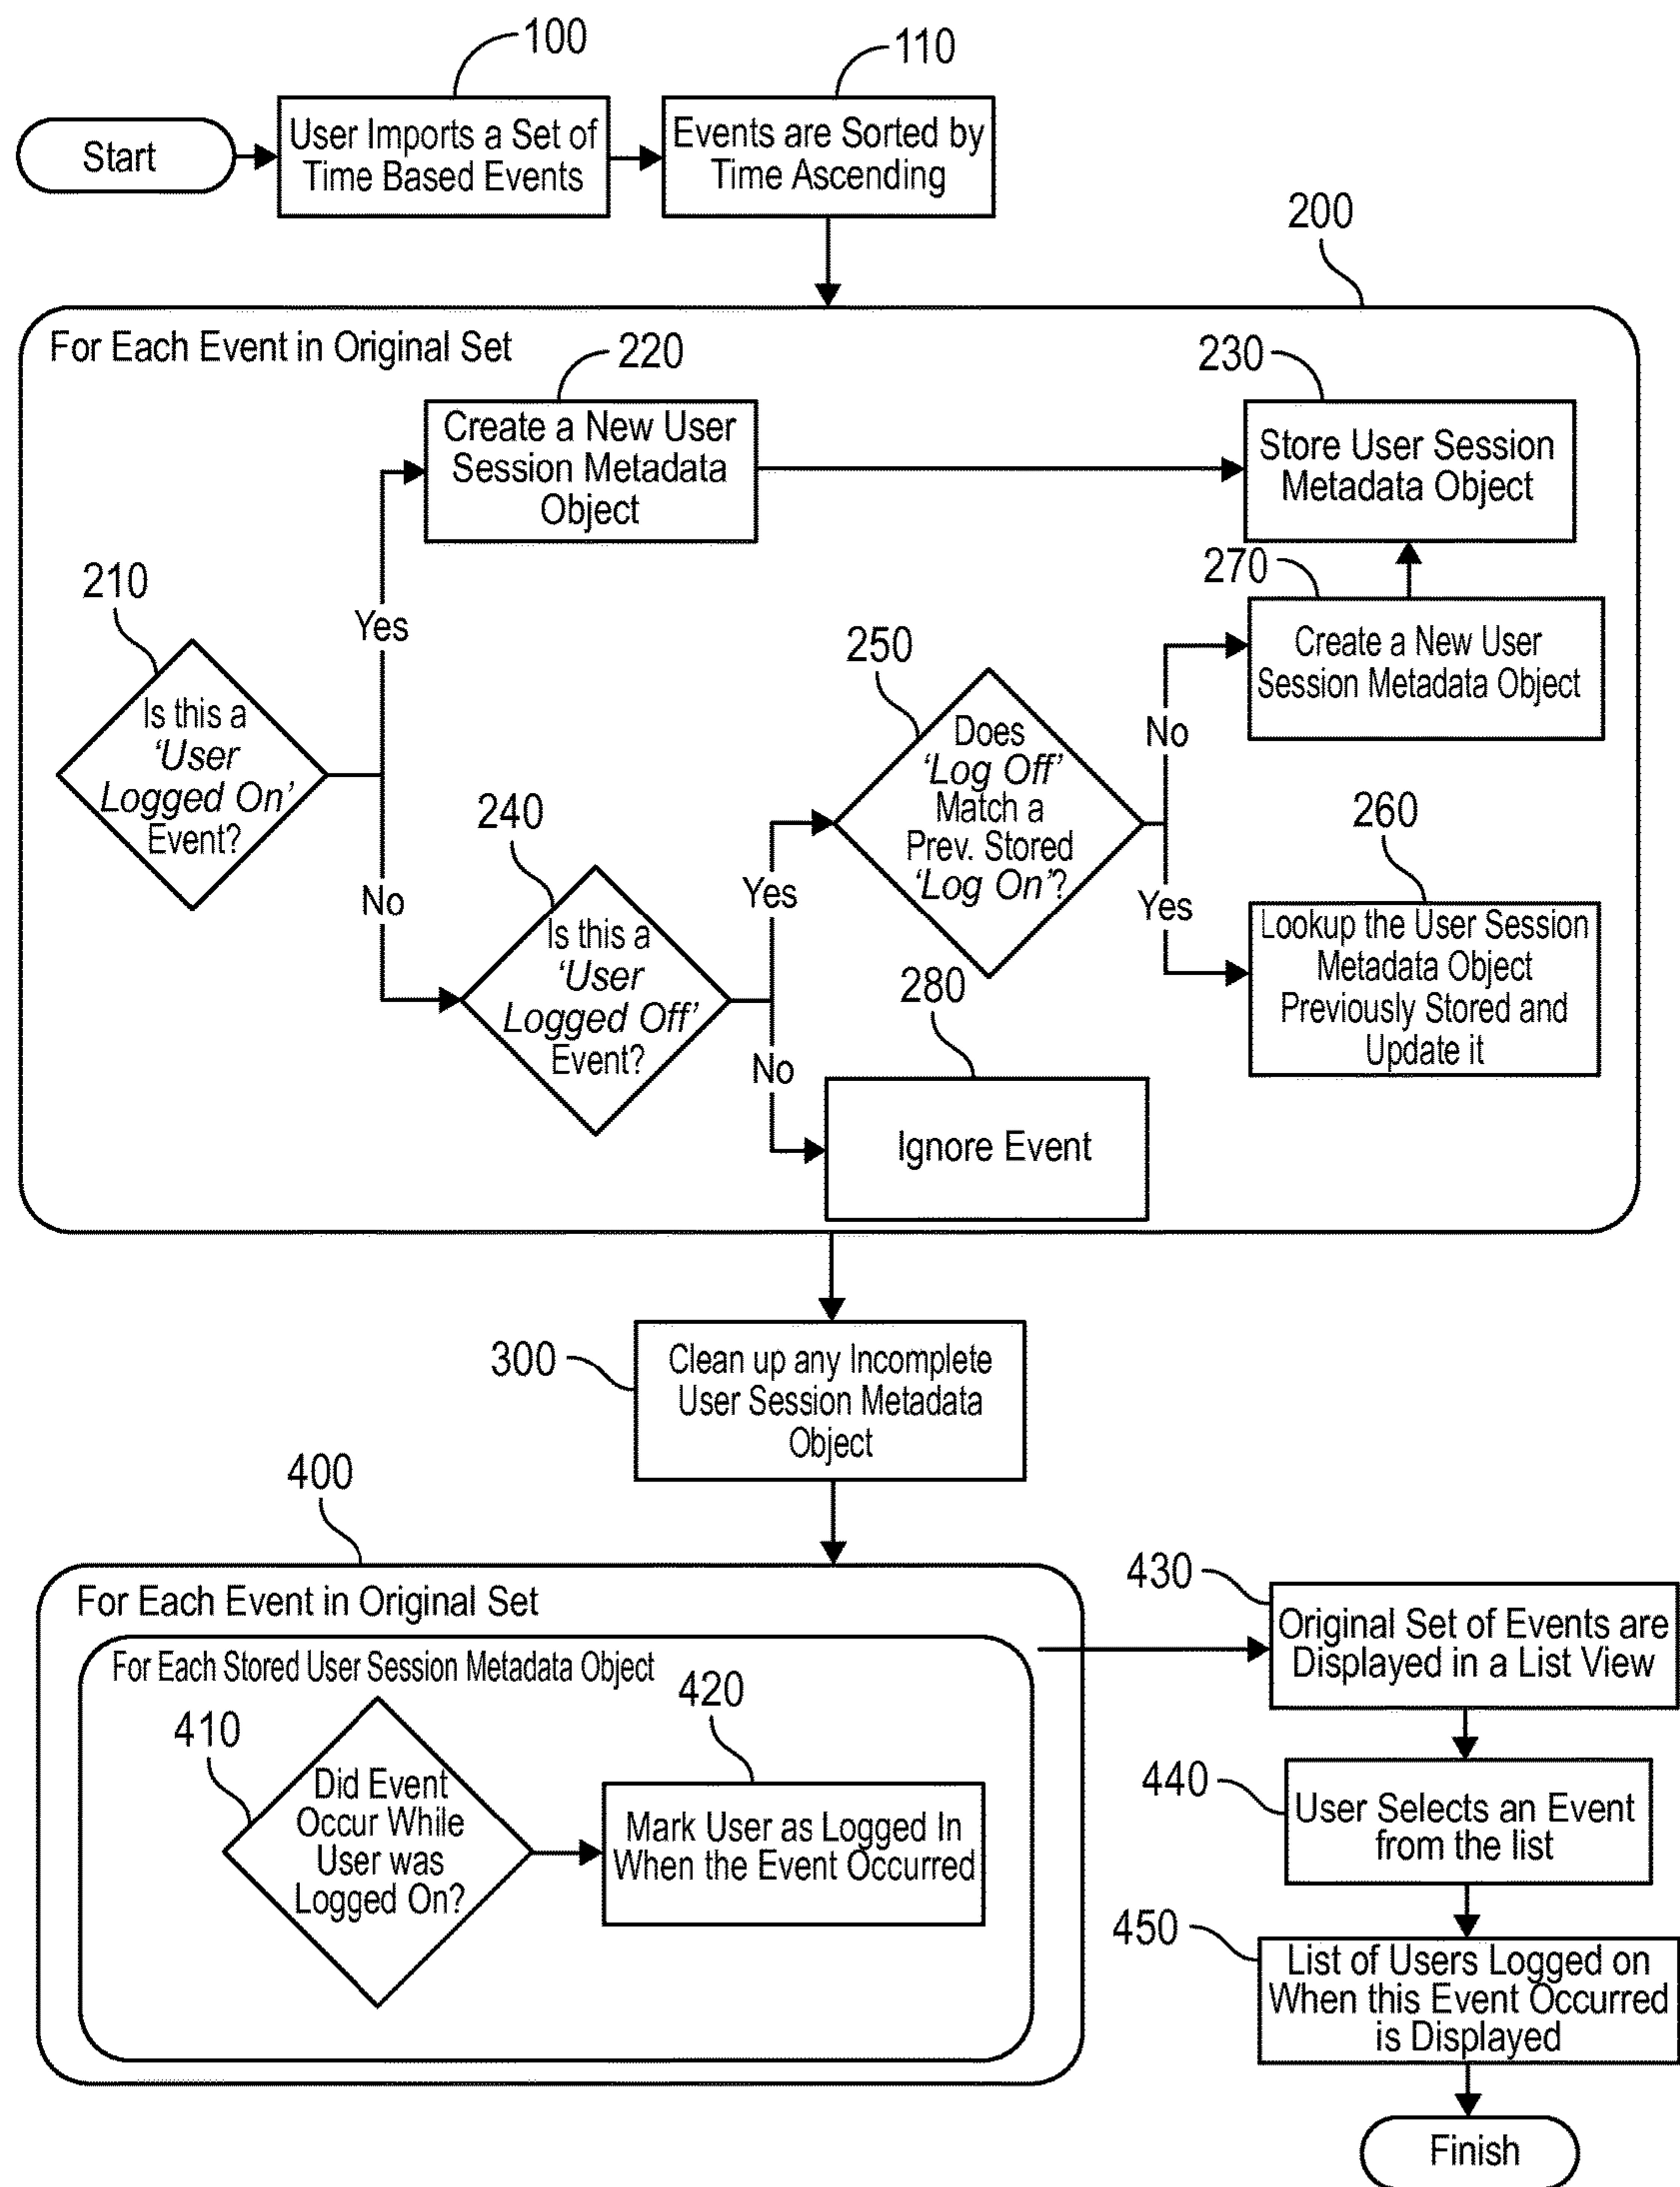 100
110
Start
User Imports a Set of
Time Based Events
Events are Sorted by
Time Ascending
200
For Each Event in Original Set
220
230
Create a New User
Session Metadata
Object
Store User Session
Metadata Object
210
Yes
270
Is this a
‘User
Logged On’
Event?
No
250
Does
‘Log Off’
Match a
Prev. Stored
‘Log On’?
No
Create a New User
Session Metadata Object
240
Is this a
‘User
Logged Off’
Event?
Yes
No
Yes
260
Lookup the User Session
Metadata Object
Previously Stored and
Update it
280
Ignore Event
300
Clean up any Incomplete
User Session Metadata
Object
400
For Each Event in Original Set
For Each Stored User Session Metadata Object
410
Did Event
Occur While
User was
Logged On?
420
Mark User as Logged In
When the Event Occurred
430
Original Set of Events are
Displayed in a List View
440
User Selects an Event
from the list
450
List of Users Logged on
When this Event Occurred
is Displayed
Finish